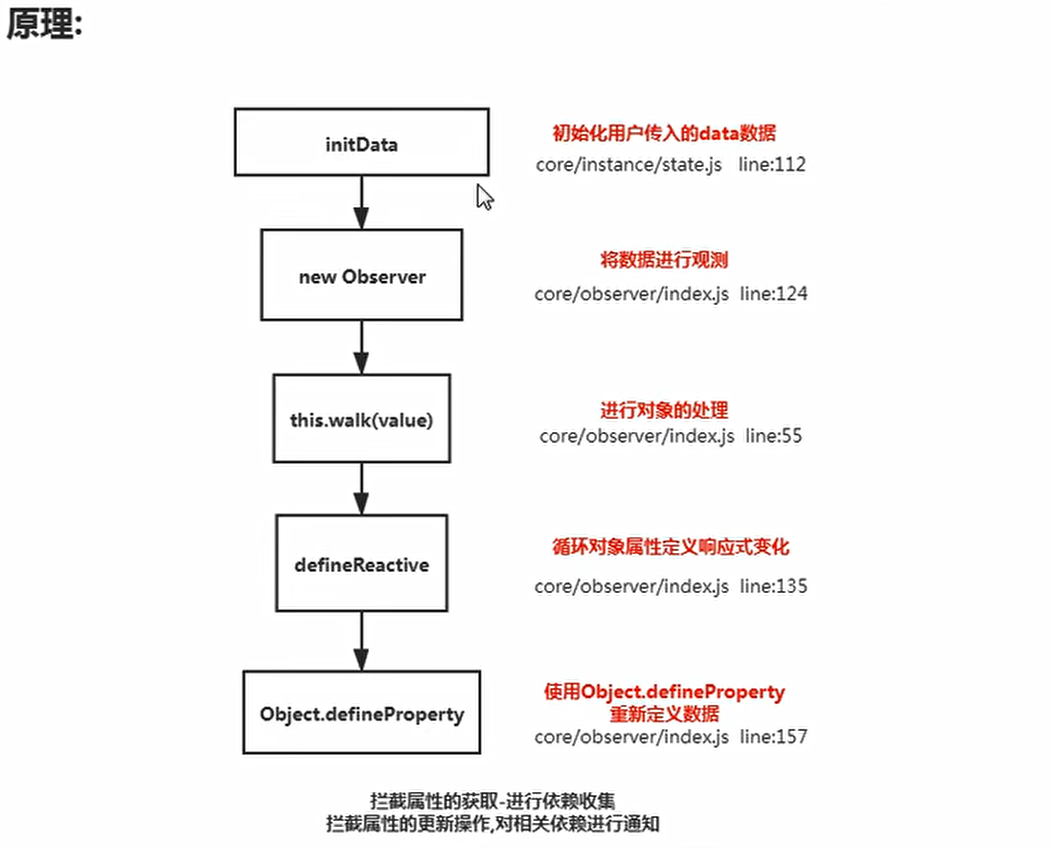 原理:
initData
初始化用户传入的data数据
core/instance/state.js line:112
new Observer
将数据进行观测
core/observer/index.js line:124
this.walk(value)
进行对象的处理
core/observer/index.js line:55
defineReactive
循环对象属性定义响应式变化
core/observer/index.js line:135
Object.defineProperty
使用Object.defineProperty
重新定义数据
core/observer/index.js line:157
拦截属性的获取-进行依赖收集
拦截属性的更新操作,对相关依赖进行通知